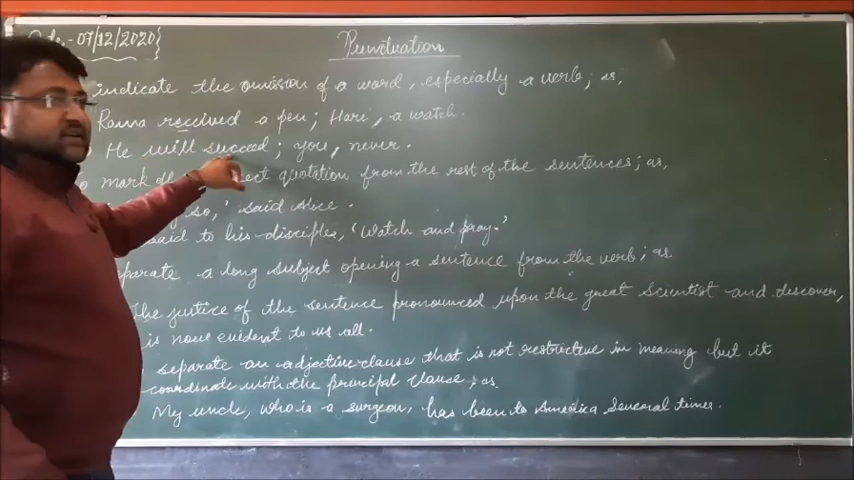 07/12/2020
Punctuation
indicate the omission of a word, especially a verb; as,
Rama received a pen; Hari, a watch.
He will succeed; you, never.
mark quotation from the rest of the sentences; as,
so,' said Alice.
said to his disciples, 'Watch and pray.'
separate a long subject opening a sentence from the verb; as
The justice of the sentence pronounced upon the great Scientist and discover,
is now evident to us all.
separate an adjective clause that is not restrictive in meaning but it
coordinate with the principal clause; as
My uncle, who is a surgeon, has been to America several times.